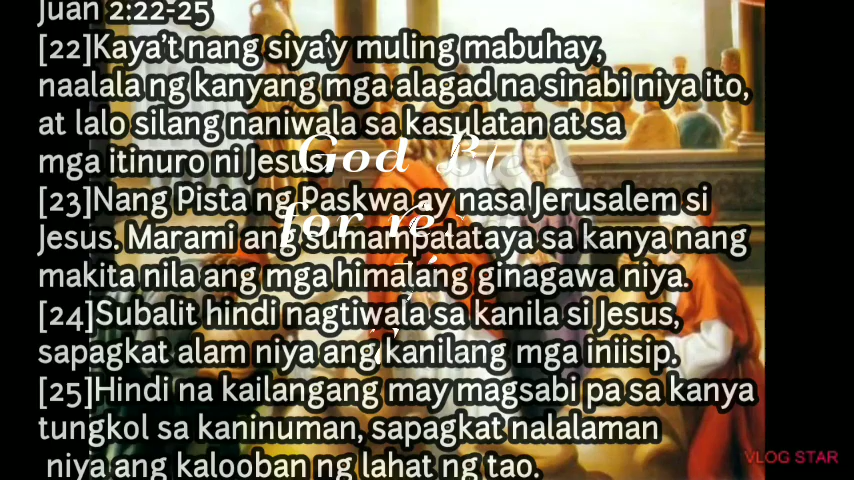 Juan 2:22-25
[22]Kaya't nang siya'y muling mabuhay,
naalala ng kanyang mga alagad na sinabi niya ito,
at lalo silang naniwala sa kasulatan at sa
mga itinuro ni Jesus.
[23]Nang Pista ng Paskwa ay nasa Jerusalem si
Jesus. Marami ang sumampalataya sa kanya nang
makita nila ang mga himalang ginagawa niya.
[24]Subalit hindi nagtiwala sa kanila si Jesus,
sapagkat alam niya ang kanilang mga iniisip.
[25]Hindi na kailangang may magsabi pa sa kanya
tungkol sa kaninuman, sapagkat nalalaman
niya ang kalooban ng lahat ng tao.
God
for
VLOG STAR